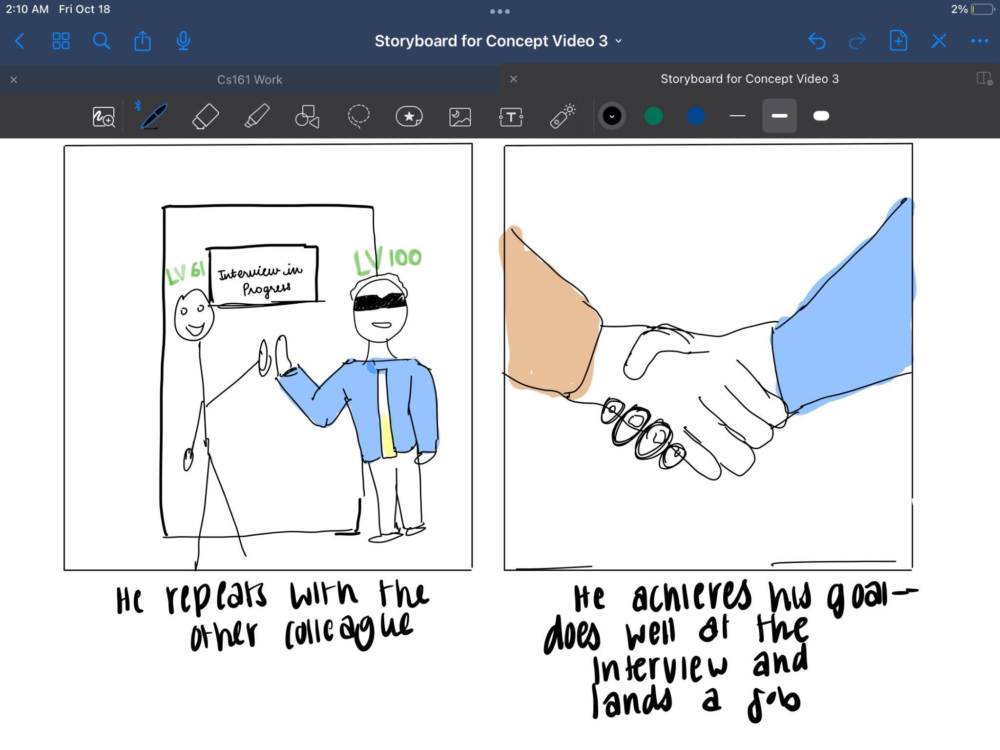 2:10 AM Fri Oct 18
2%
Storyboard for Concept Video 3
Cs161 Work
Storyboard for Concept Video 3
T
LV 61
Interview in
Progress
LV 100
He repeats with the
other colleague
He achieves his goal—
does well at the
interview and
lands a job